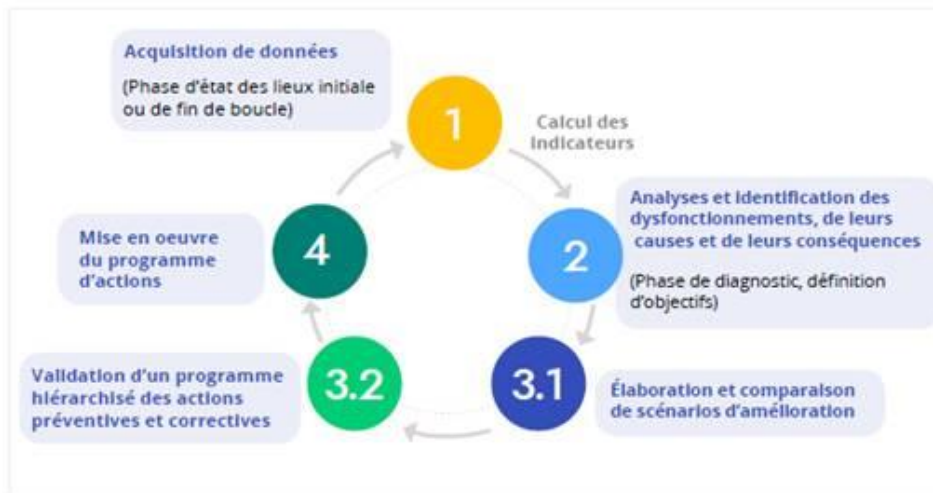 Acquisition de données
(Phase d'état des lieux initiale
ou de fin de boucle)
1
Calcul des
Indicateurs
2
Analyses et identification des
dysfonctionnements, de leurs
causes et de leurs conséquences
(Phase de diagnostic, définition
d'objectifs)
3.1
Élaboration et comparaison
de scénarios d'amélioration
3.2
Validation d'un programme
hiérarchisé des actions
préventives et correctives
4
Mise en oeuvre
du programme
d'actions